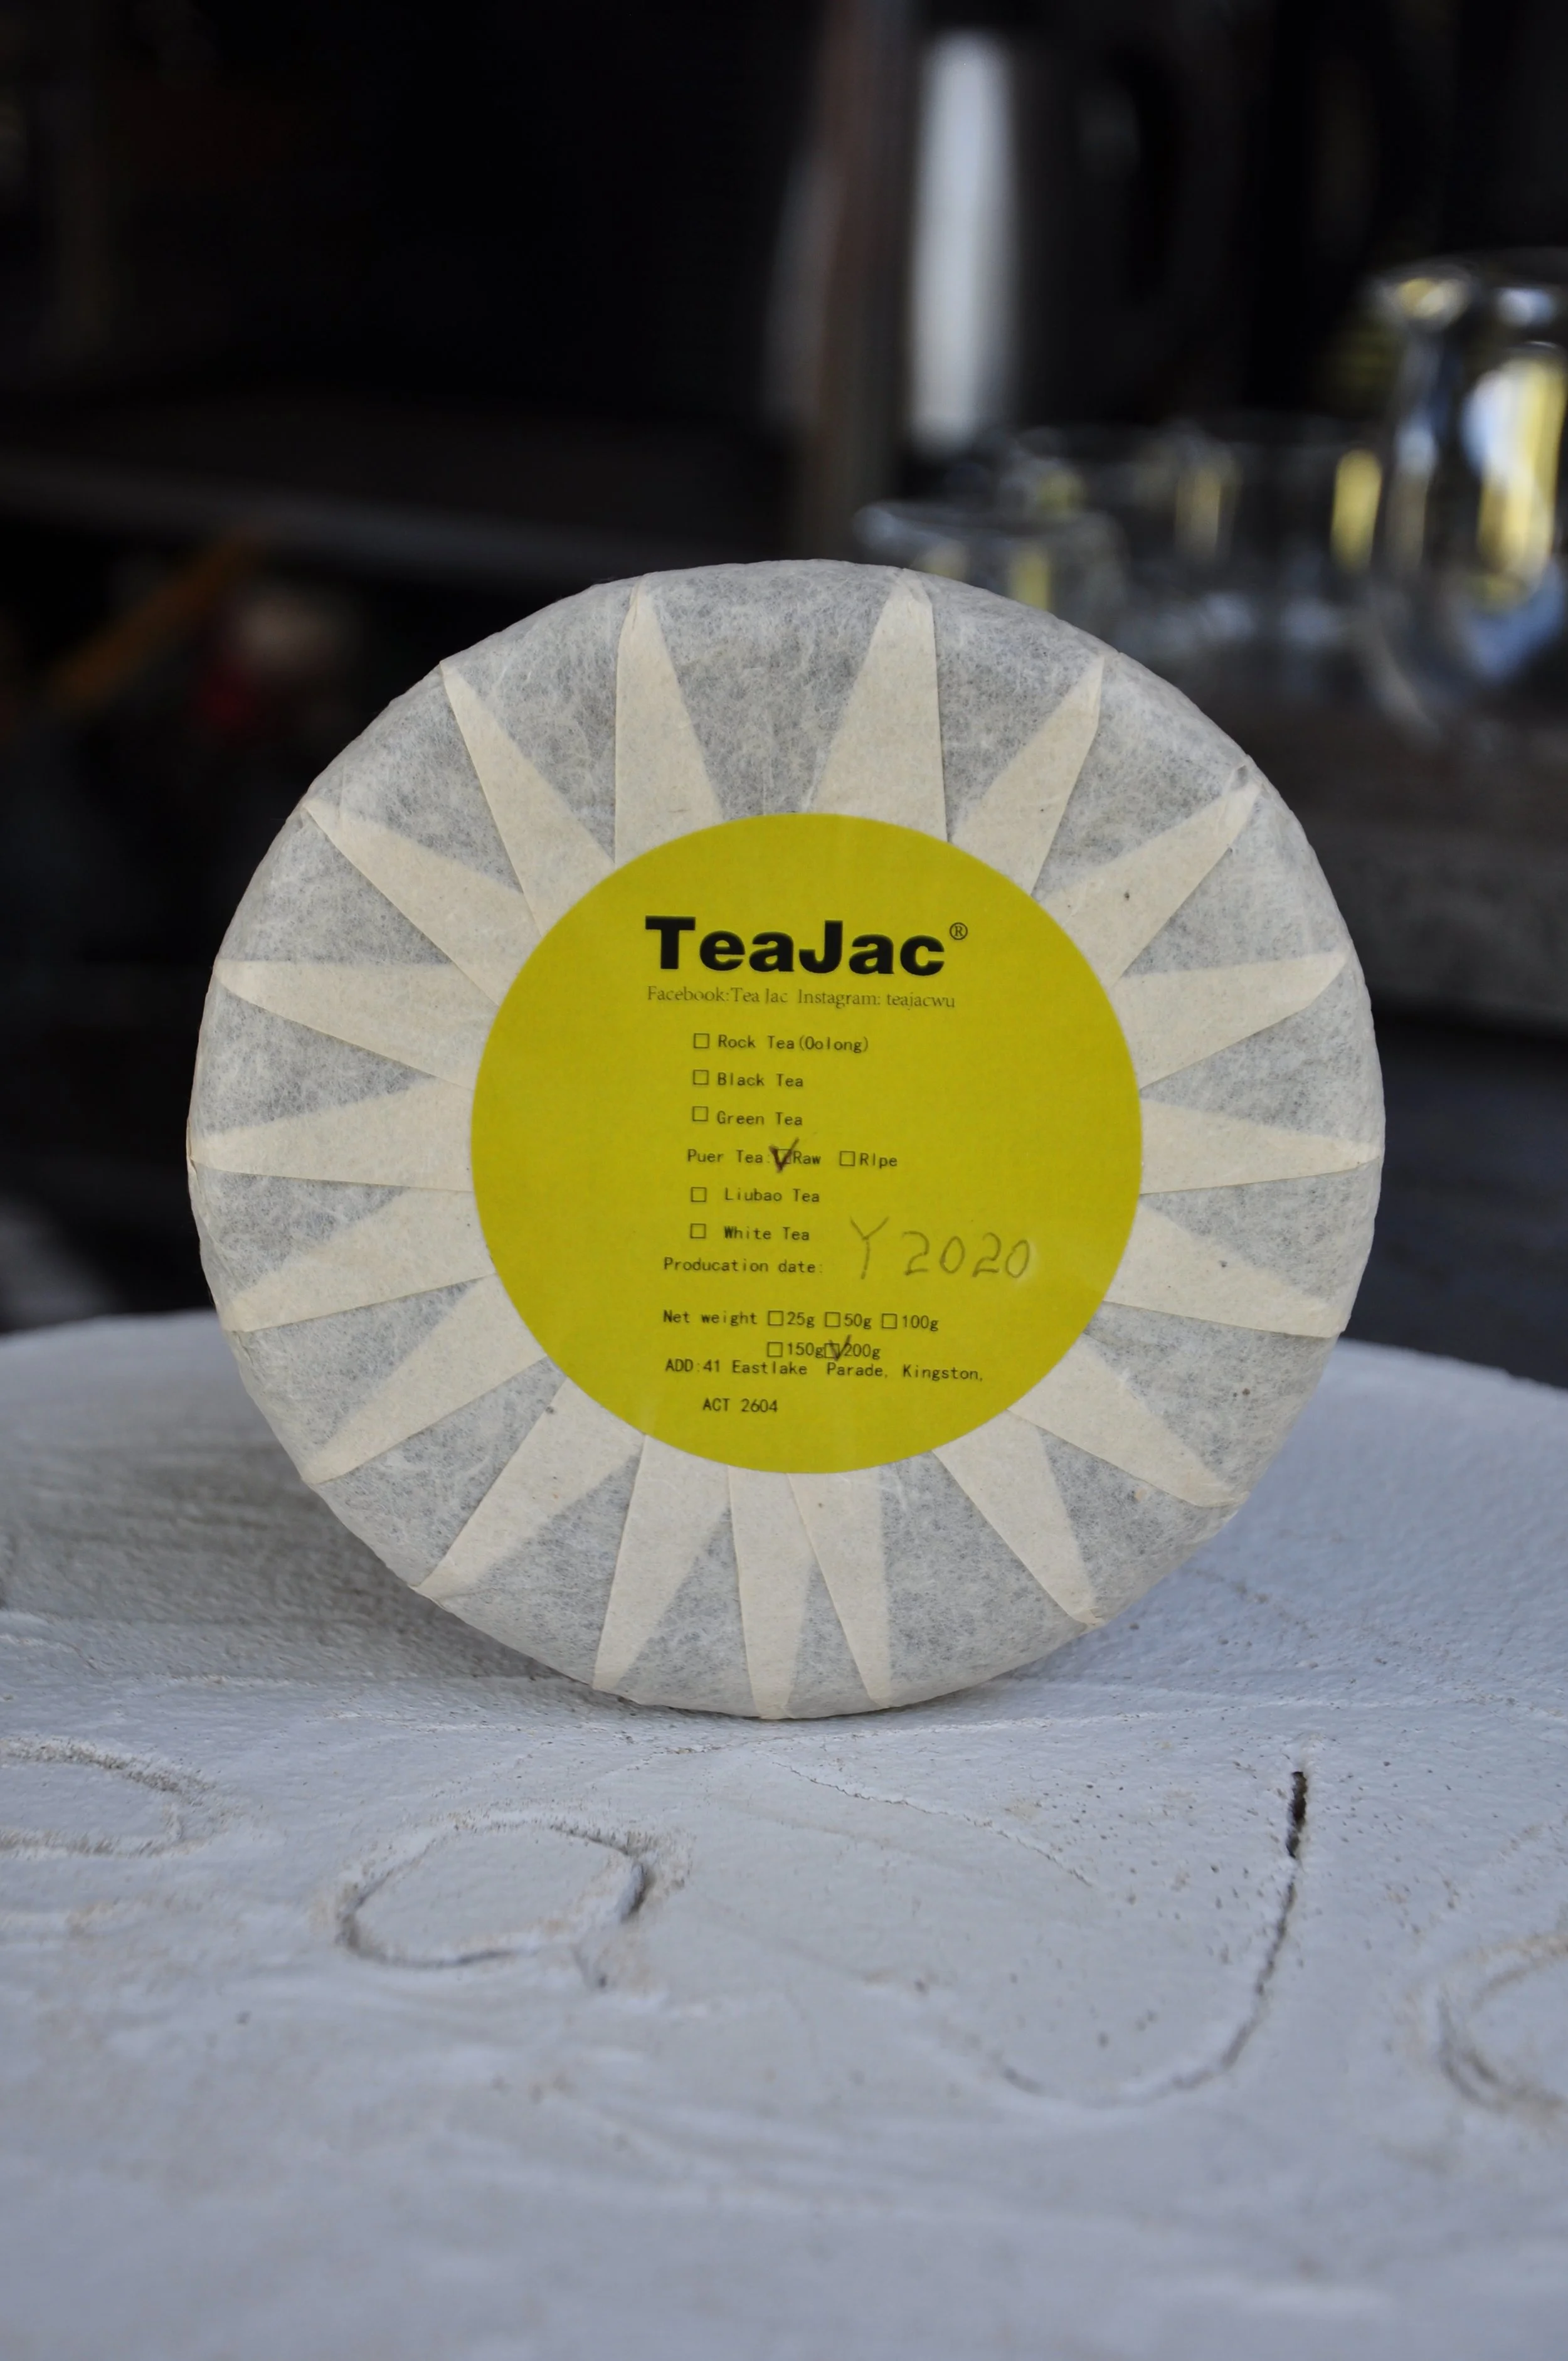 TeaJac®
Facebook:Tea Jac Instagram: teajacwu
☐ Rock Tea(Oolong)
☐ Black Tea
☐ Green Tea
Puer Tea:☑Raw ☐Ripe
☐ Liubao Tea
☐ White Tea
Producation date: Y 2020
Net weight ☐25g ☐50g ☐100g
☐150g☑200g
ADD:41 Eastlake Parade, Kingston,
ACT 2604